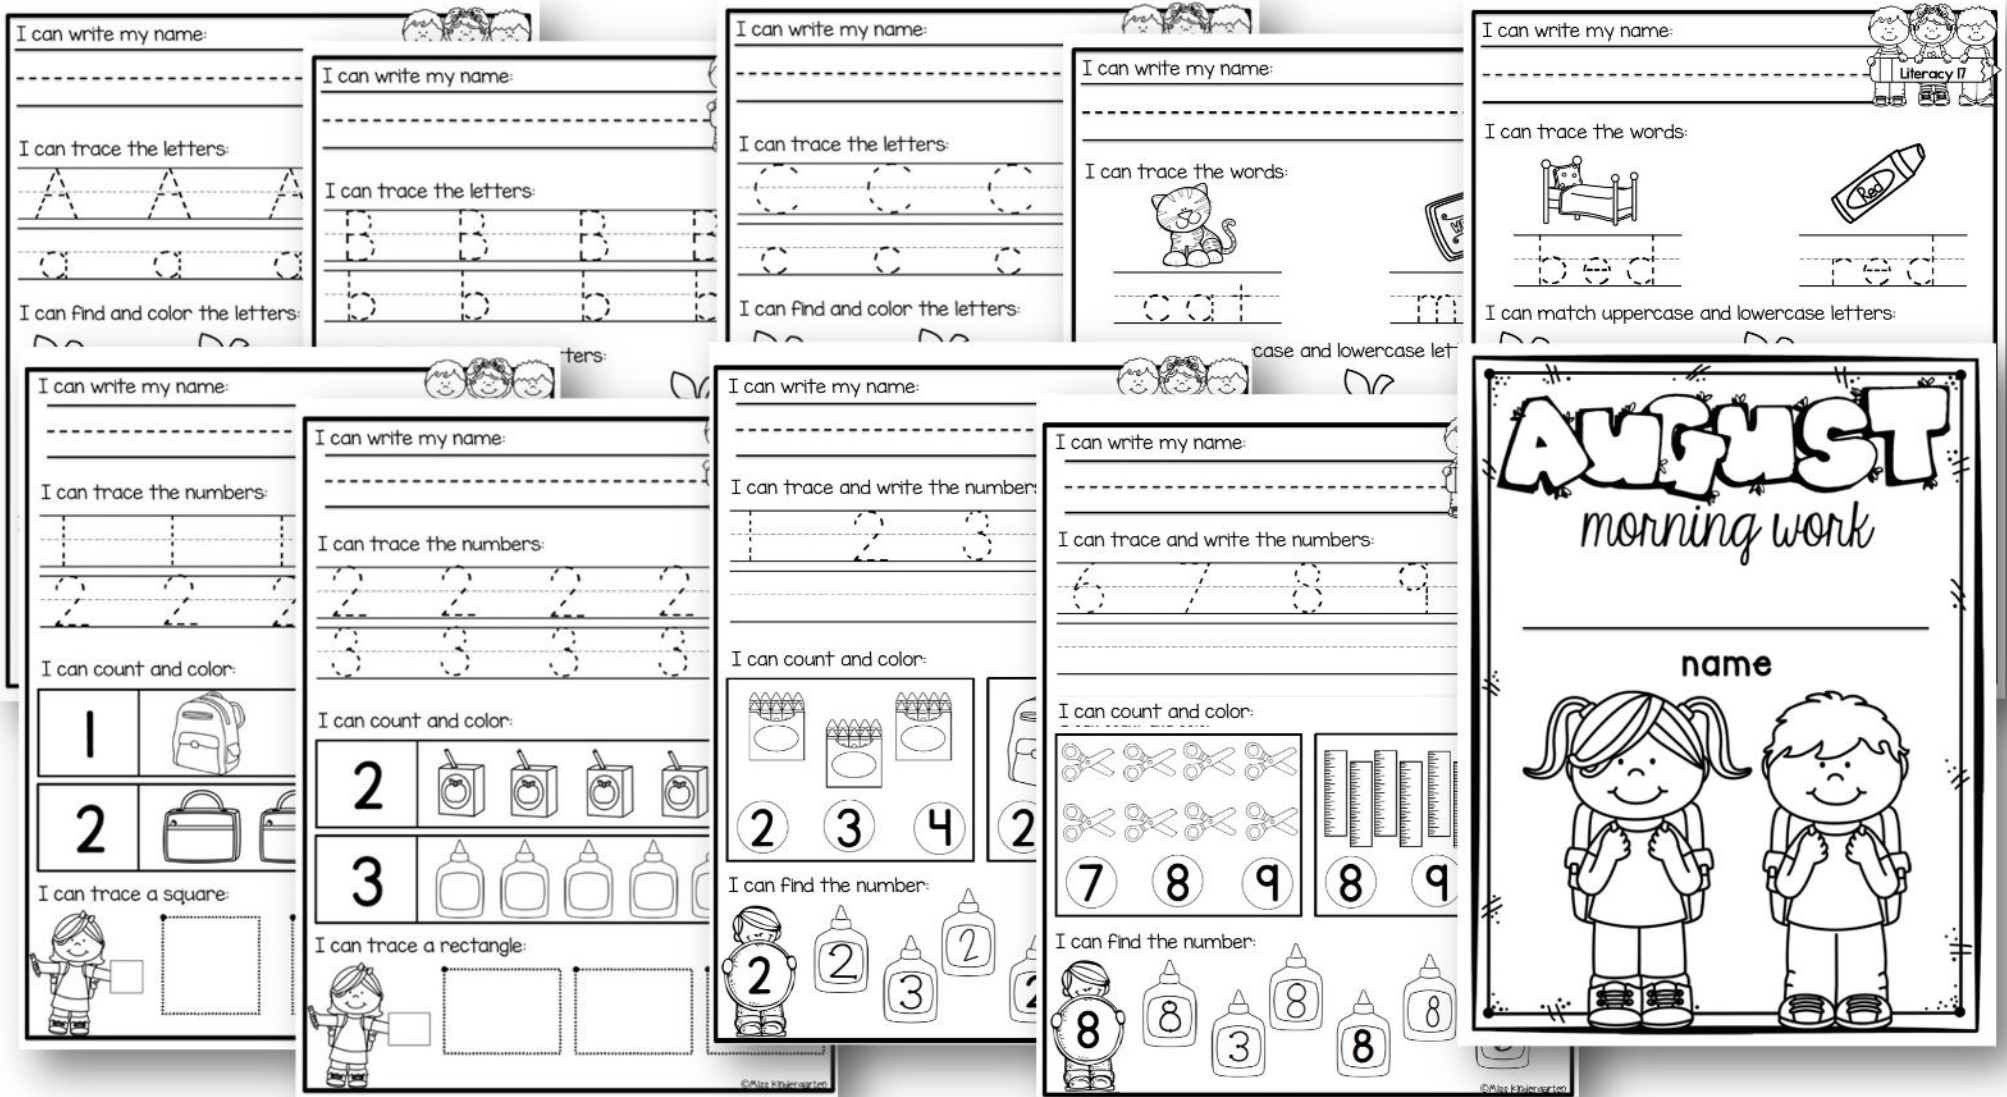 I can write my name:
I can trace the letters:
A A A
a a a
I can find and color the letters:
I can write my name:
I can trace the letters:
B B B B
b b b b
tters:
I can write my name:
I can trace the letters:
C C C
c c c
I can find and color the letters:
I can write my name:
I can trace the words:
cat m
case and lowercase let
I can write my name:
Literacy 17
I can trace the words:
Red
bed red
I can match uppercase and lowercase letters:
I can write my name:
I can trace the numbers:
1 1 1
2 2 2
I can count and color:
1
2
I can trace a square:
I can write my name:
I can trace the numbers:
2 2 2 2
3 3 3 3
I can count and color:
2
3
I can trace a rectangle:
©Miss Kindergarten
I can write my name:
I can trace and write the numbers
1 2 3
I can count and color:
2 3 4 2
I can find the number:
2 2 3 2 2
I can write my name:
I can trace and write the numbers:
6 7 8 9
I can count and color:
7 8 9 8 9
I can find the number:
8 8 3 8 8 8
©Miss Kindergarten
AUGUST
morning work
name